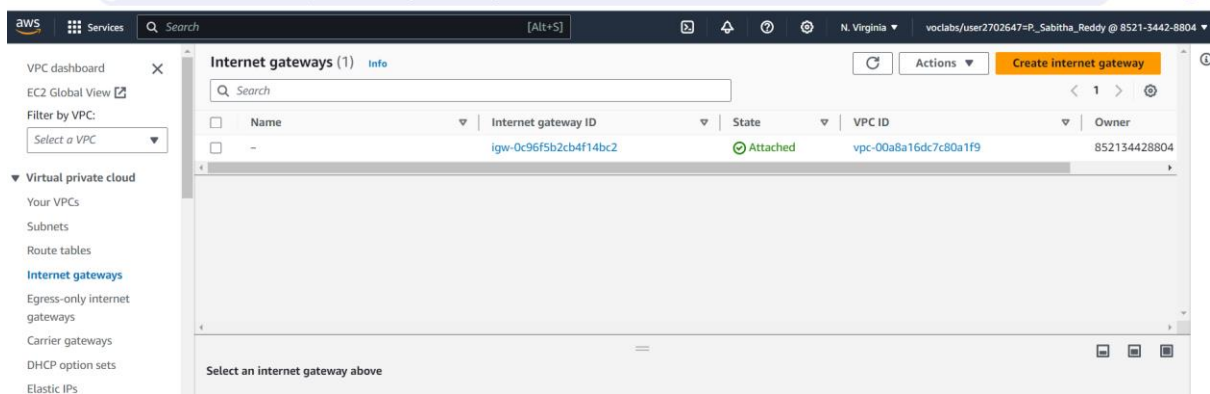 aws Services Search [Alt+S] N. Virginia ▼ voclabs/user2702647=P._Sabitha_Reddy @ 8521-3442-8804 ▼
VPC dashboard
EC2 Global View
Filter by VPC:
Select a VPC
Virtual private cloud
Your VPCs
Subnets
Route tables
Internet gateways
Egress-only internet
gateways
Carrier gateways
DHCP option sets
Elastic IPs
Internet gateways (1) Info
Actions ▼ Create internet gateway
Search
< 1 >
Name Internet gateway ID State VPC ID Owner
– igw-0c96f5b2cb4f14bc2 Attached vpc-00a8a16dc7c80a1f9 852134428804
Select an internet gateway above